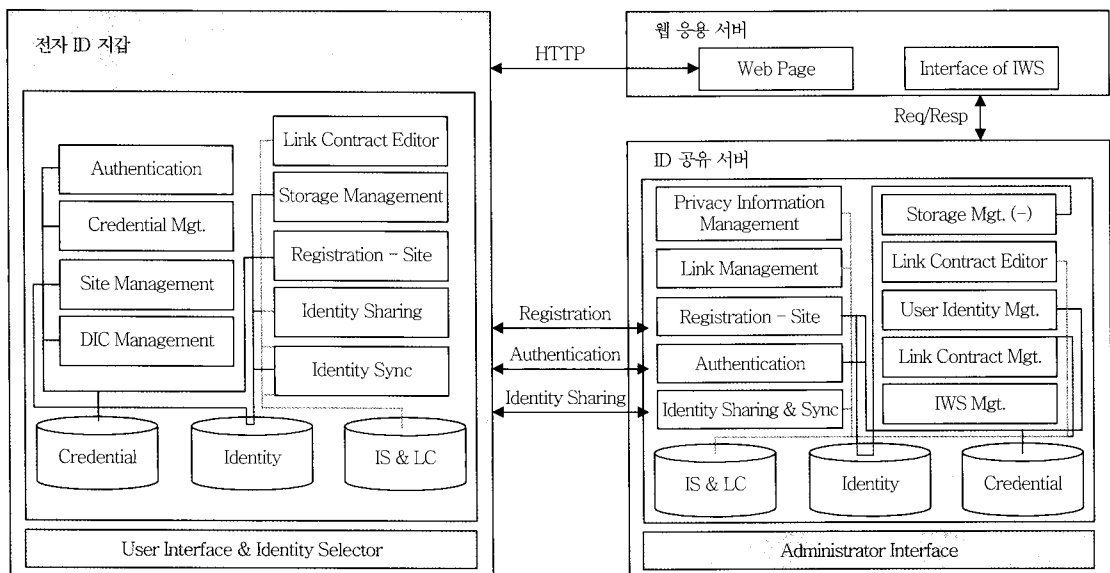 전자 ID 지갑
Authentication
Credential Mgt.
Site Management
DIC Management
Link Contract Editor
Storage Management
Registration - Site
Identity Sharing
Identity Sync
Credential
Identity
IS & LC
User Interface & Identity Selector
HTTP
Registration
Authentication
Identity Sharing
웹 응용 서버
Web Page
Interface of IWS
Req/Resp
ID 공유 서버
Privacy Information
Management
Link Management
Registration - Site
Authentication
Identity Sharing & Sync
Storage Mgt. (-)
Link Contract Editor
User Identity Mgt.
Link Contract Mgt.
IWS Mgt.
IS & LC
Identity
Credential
Administrator Interface